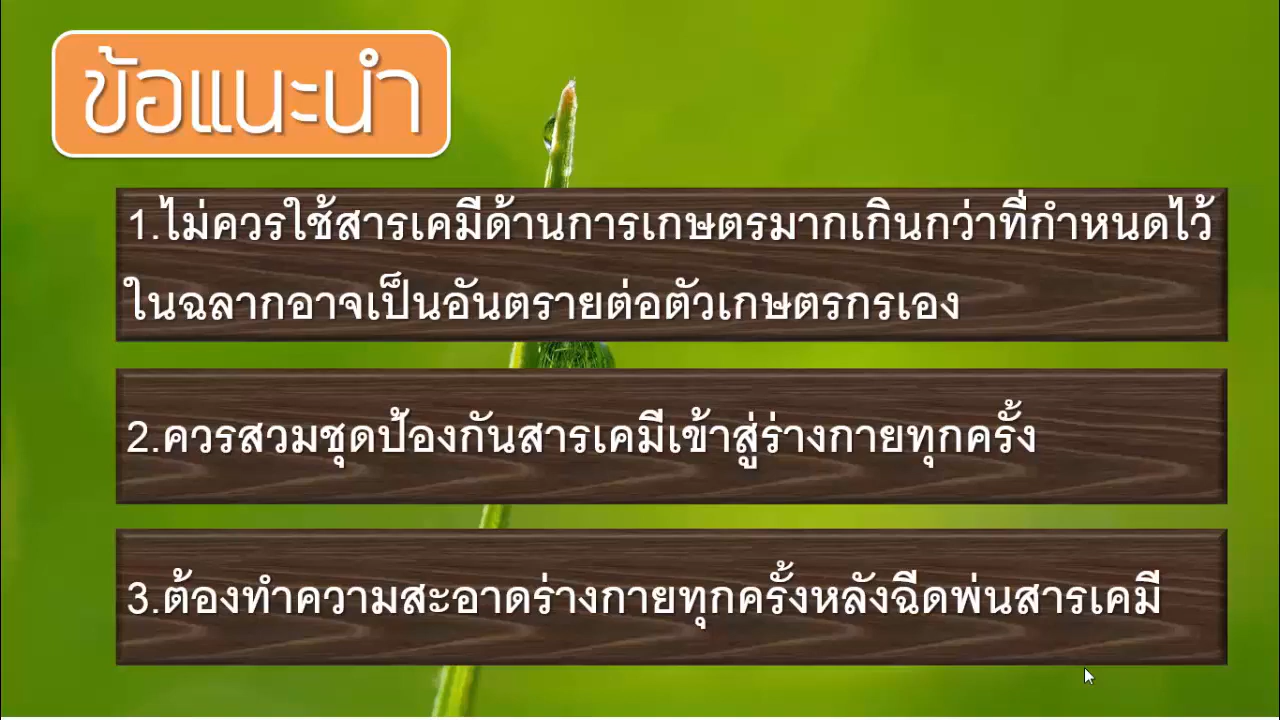 ข้อแนะนำ
1.ไม่ควรใช้สารเคมีด้านการเกษตรมากเกินกว่าที่กำหนดไว้
ในฉลากอาจเป็นอันตรายต่อตัวเกษตรกรเอง
2.ควรสวมชุดป้องกันสารเคมีเข้าสู่ร่างกายทุกครั้ง
3.ต้องทำความสะอาดร่างกายทุกครั้งหลังฉีดพ่นสารเคมี